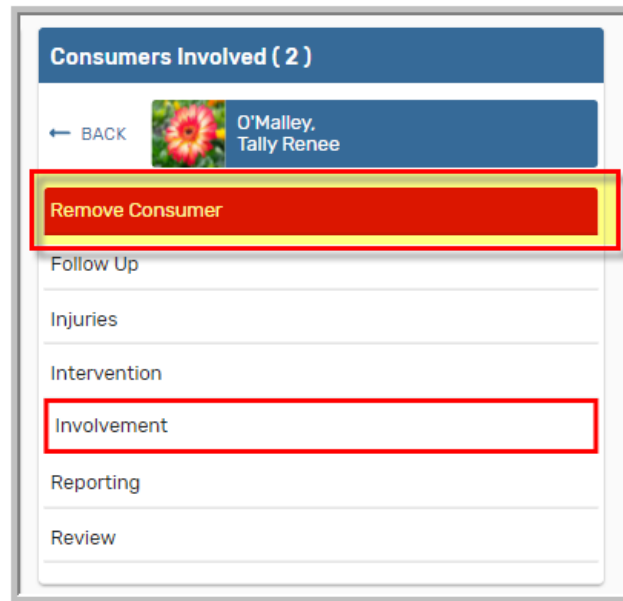 Consumers Involved ( 2 )
← BACK
O'Malley,
Tally Renee
Remove Consumer
Follow Up
Injuries
Intervention
Involvement
Reporting
Review